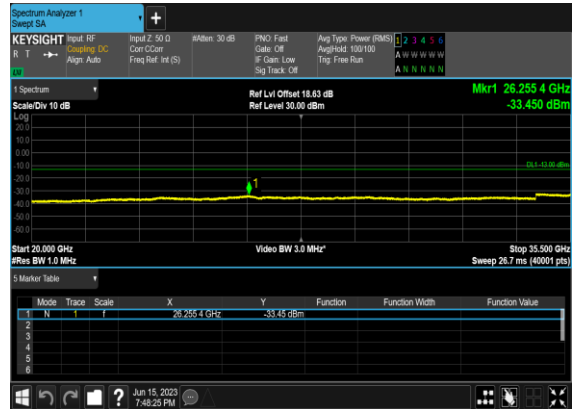 Spectrum Analyzer 1
Swept SA
+
KEYSIGHT Input: RF Input Z: 50 Ω #Atten: 30 dB PNO: Fast Avg Type: Power (RMS) 1 2 3 4 5 6
R T Coupling: DC Corr CCorr Gate: Off Avg|Hold: 100/100 A W W W W W
Align: Auto Freq Ref: Int (S) IF Gain: Low Trig: Free Run A N N N N N
Sig Track: Off
1 Spectrum Ref Lvl Offset 18.63 dB Mkr1 26.255 4 GHz
Scale/Div 10 dB Ref Level 30.00 dBm -33.450 dBm
Log
20.0
10.0
0.00
-10.0
DL1 -13.00 dBm
-20.0
1
-30.0
-40.0
-50.0
-60.0
Start 20.000 GHz Video BW 3.0 MHz* Stop 35.500 GHz
#Res BW 1.0 MHz Sweep 26.7 ms (40001 pts)
5 Marker Table
Mode Trace Scale X Y Function Function Width Function Value
1 N 1 f 26.255 4 GHz -33.45 dBm
2
3
4
5
6
? Jun 15, 2023
7:48:25 PM